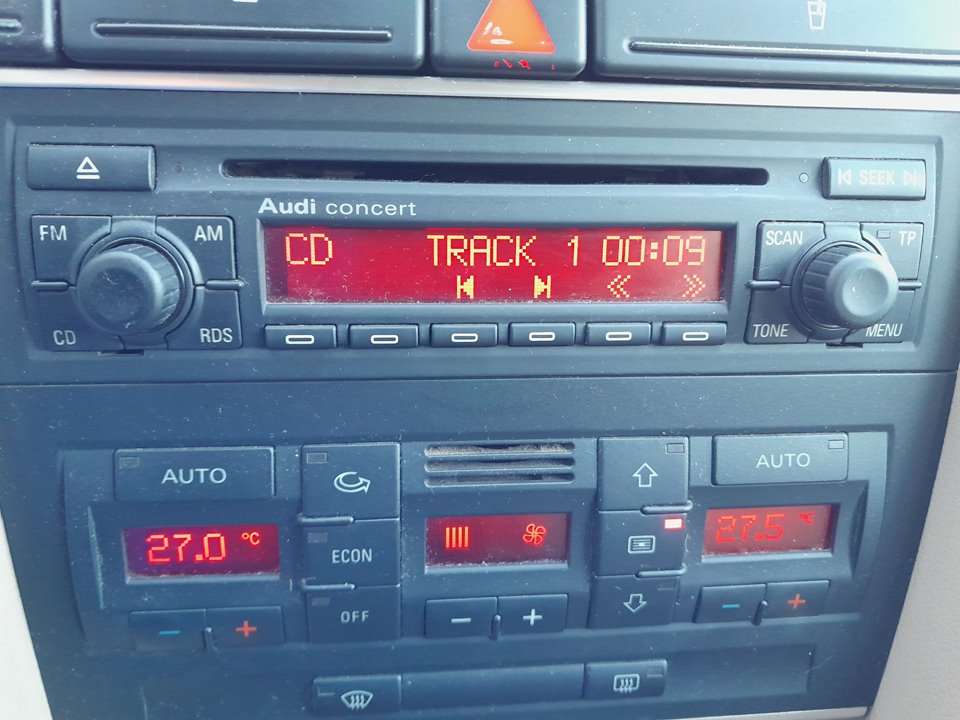 SEEK
Audi concert
FM
AM
CD
RDS
CD TRACK 1 00:09
SCAN
TP
TONE
MENU
AUTO
AUTO
27.0 °C
27.5 °C
ECON
OFF